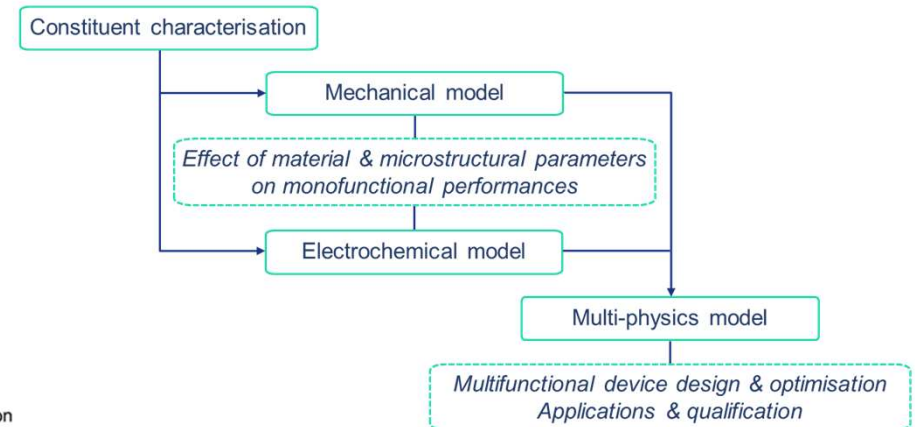 Constituent characterisation
Mechanical model
Effect of material & microstructural parameters
on monofunctional performances
Electrochemical model
Multi-physics model
Multifunctional device design & optimisation
Applications & qualification
on